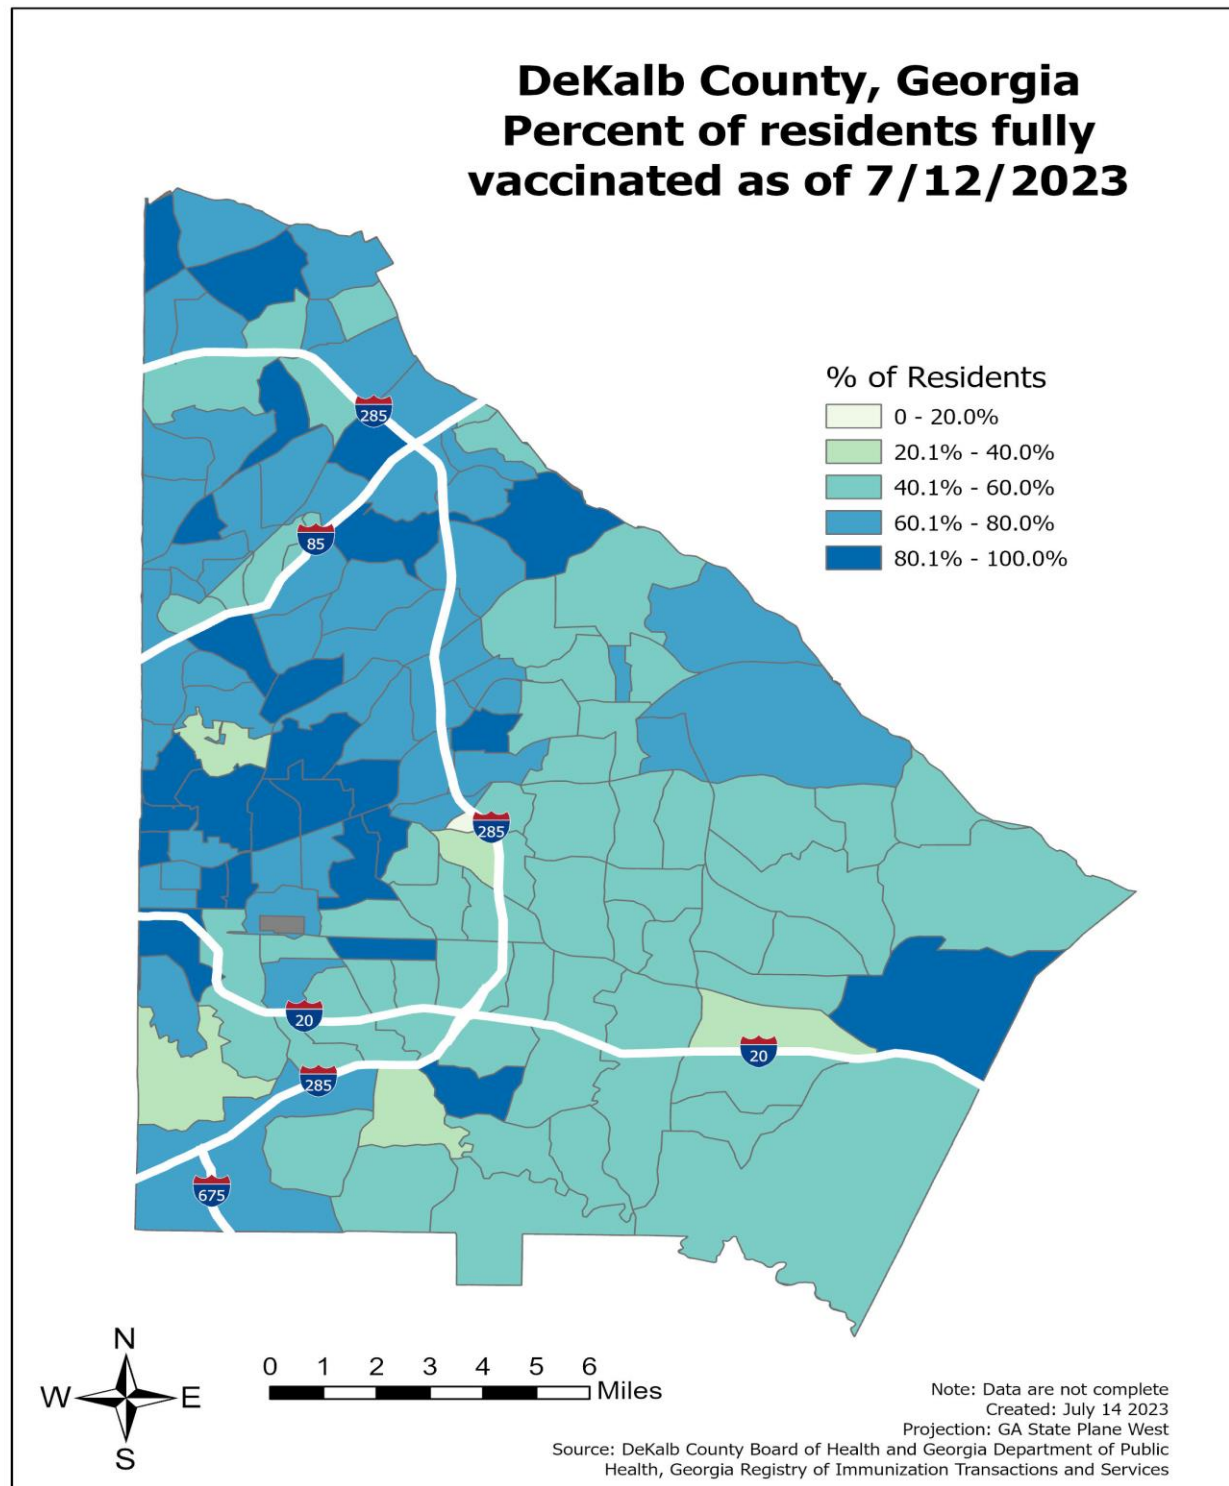 DeKalb County, Georgia
Percent of residents fully
vaccinated as of 7/12/2023
% of Residents
0 - 20.0%
20.1% - 40.0%
40.1% - 60.0%
60.1% - 80.0%
80.1% - 100.0%
285
85
285
20
20
285
675
N
W E
S
0 1 2 3 4 5 6
Miles
Note: Data are not complete
Created: July 14 2023
Projection: GA State Plane West
Source: DeKalb County Board of Health and Georgia Department of Public
Health, Georgia Registry of Immunization Transactions and Services